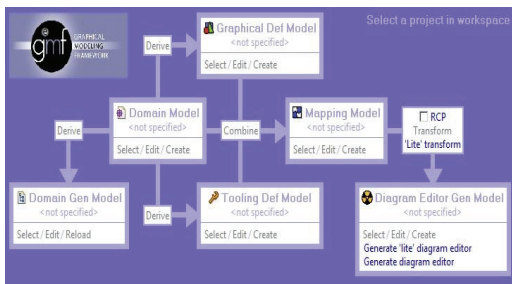 gmf GRAPHICAL
MODELING
FRAMEWORK
Select a project in workspace
Derive
Graphical Def Model
<not specified>
Select / Edit / Create
Derive
Domain Model
<not specified>
Select / Edit / Create
Combine
Mapping Model
<not specified>
Select / Edit / Create
RCP
Transform
'Lite' transform
Domain Gen Model
<not specified>
Select / Edit / Reload
Derive
Tooling Def Model
<not specified>
Select / Edit / Create
Diagram Editor Gen Model
<not specified>
Select / Edit / Create
Generate 'lite' diagram editor
Generate diagram editor